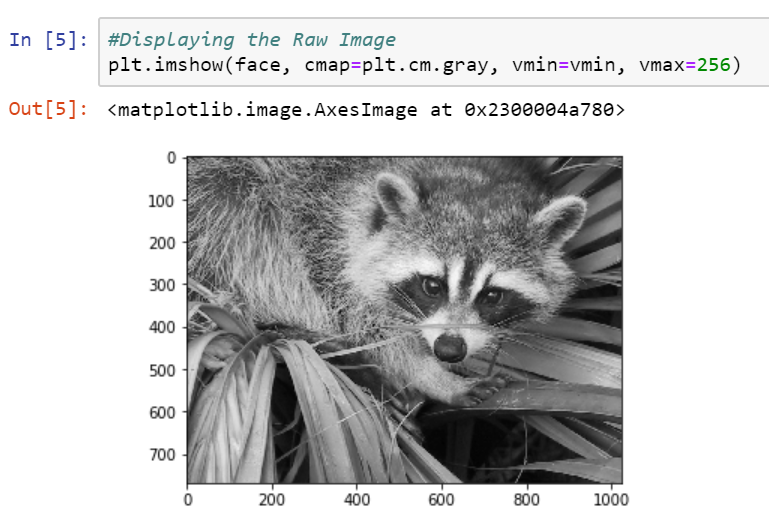 In [5]: #Displaying the Raw Image
plt.imshow(face, cmap=plt.cm.gray, vmin=vmin, vmax=256)
Out[5]: <matplotlib.image.AxesImage at 0x2300004a780>
0
100
200
300
400
500
600
700
0 200 400 600 800 1000